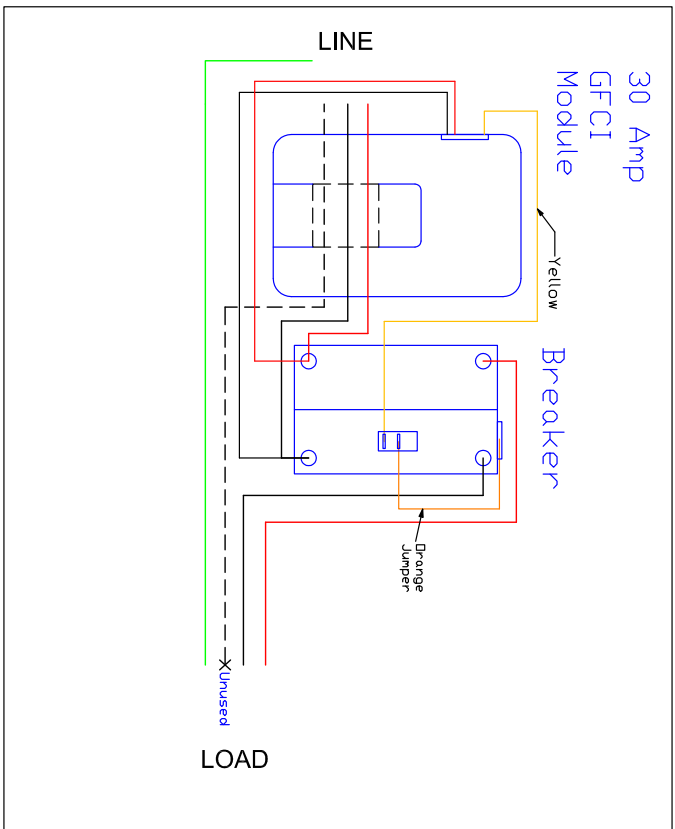 LINE
30 Amp
GFCI
Module
Yellow
Breaker
Orange
Jumper
Unused
LOAD